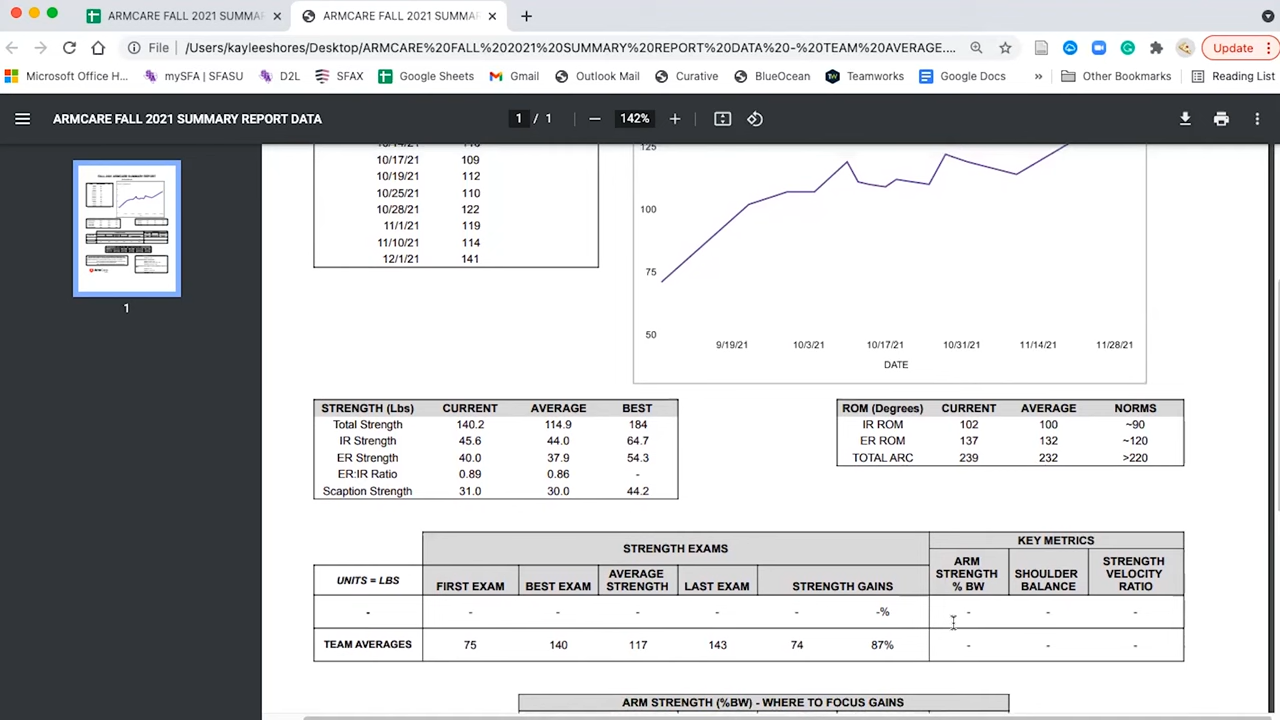 ARMCARE FALL 2021 SUMMAR
ARMCARE FALL 2021 SUMMAR
File
/Users/kayleeshores/Desktop/ARMCARE%20FALL%202021%20SUMMARY%20REPORT%20DATA%20-%20TEAM%20AVERAGE....
Update
Microsoft Office H...
mySFA | SFASU
D2L
SFAX
Google Sheets
Gmail
Outlook Mail
Curative
BlueOcean
Teamworks
Google Docs
»
Other Bookmarks
Reading List
ARMCARE FALL 2021 SUMMARY REPORT DATA
1 / 1
142%
1
10/17/21 109
10/19/21 112
10/25/21 110
10/28/21 122
11/1/21 119
11/10/21 114
12/1/21 141
125
100
75
50
9/19/21 10/3/21 10/17/21 10/31/21 11/14/21 11/28/21
DATE
STRENGTH (Lbs) CURRENT AVERAGE BEST
Total Strength 140.2 114.9 184
IR Strength 45.6 44.0 64.7
ER Strength 40.0 37.9 54.3
ER:IR Ratio 0.89 0.86 -
Scaption Strength 31.0 30.0 44.2
ROM (Degrees) CURRENT AVERAGE NORMS
IR ROM 102 100 ~90
ER ROM 137 132 ~120
TOTAL ARC 239 232 >220
STRENGTH EXAMS
KEY METRICS
UNITS = LBS
FIRST EXAM
BEST EXAM
AVERAGE
STRENGTH
LAST EXAM
STRENGTH GAINS
ARM
STRENGTH
% BW
SHOULDER
BALANCE
STRENGTH
VELOCITY
RATIO
- - - - - - -% - - -
TEAM AVERAGES 75 140 117 143 74 87% - - -
ARM STRENGTH (%BW) - WHERE TO FOCUS GAINS